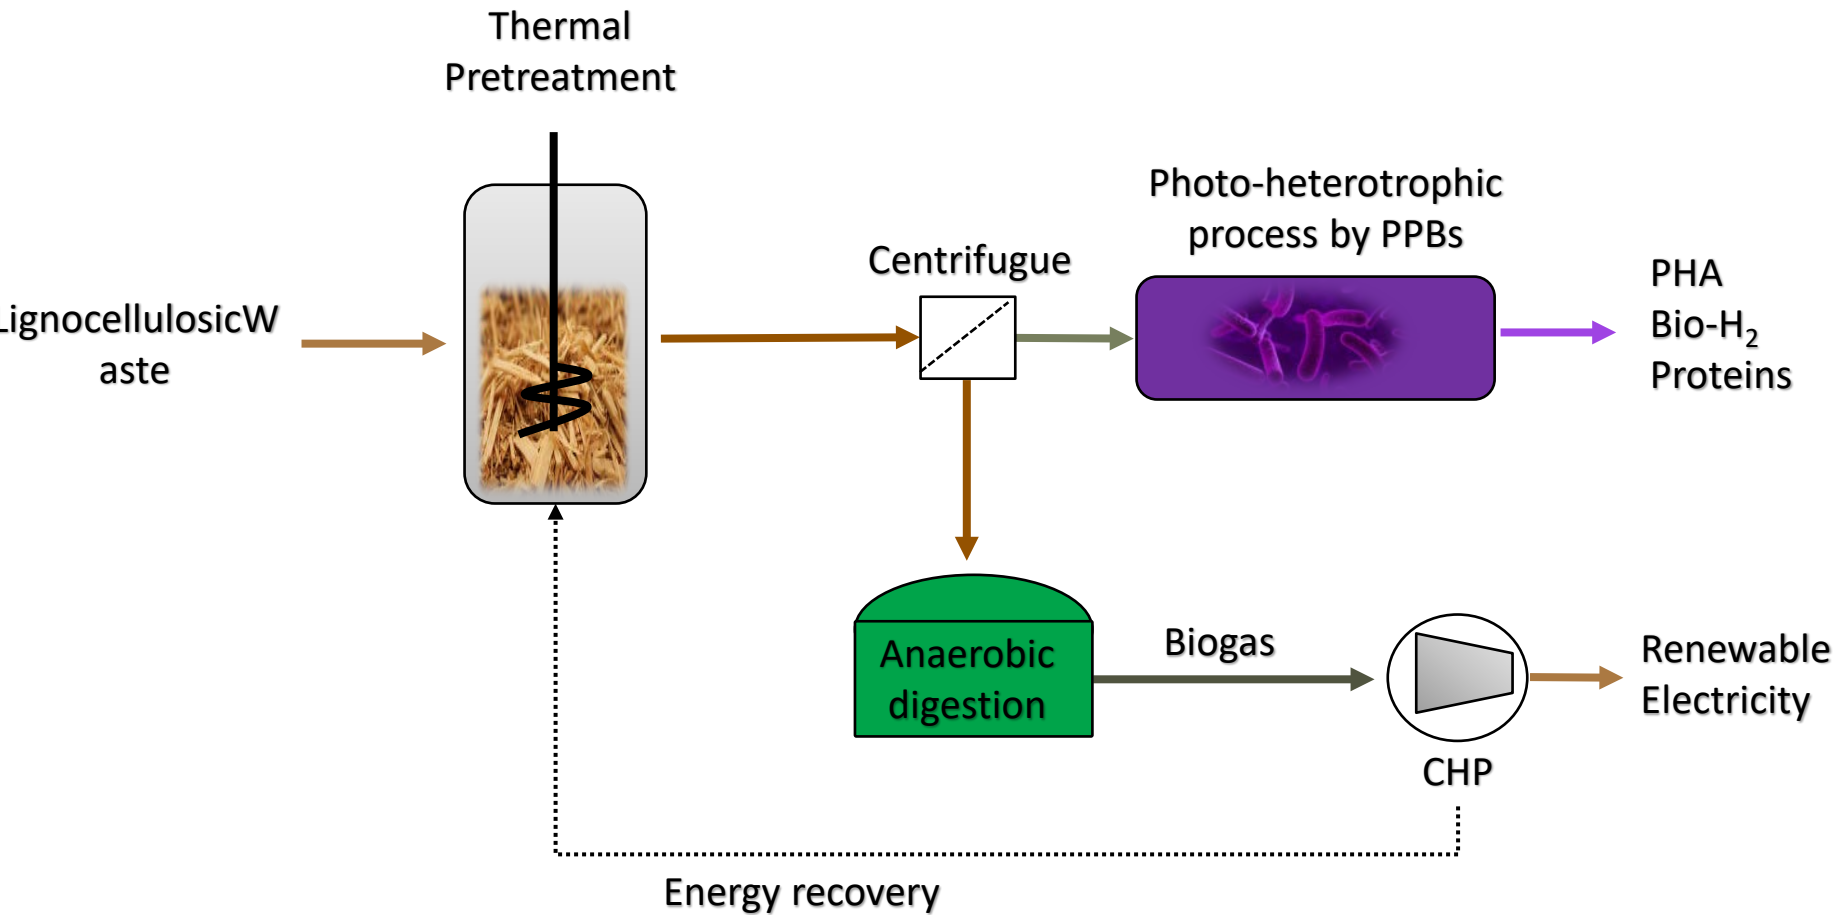 Thermal
Pretreatment
Photo-heterotrophic
process by PPBs
Centrifugue
PHA
Bio-H₂
Proteins
LignocellulosicW
aste
Anaerobic
digestion
Biogas
Renewable
Electricity
CHP
Energy recovery